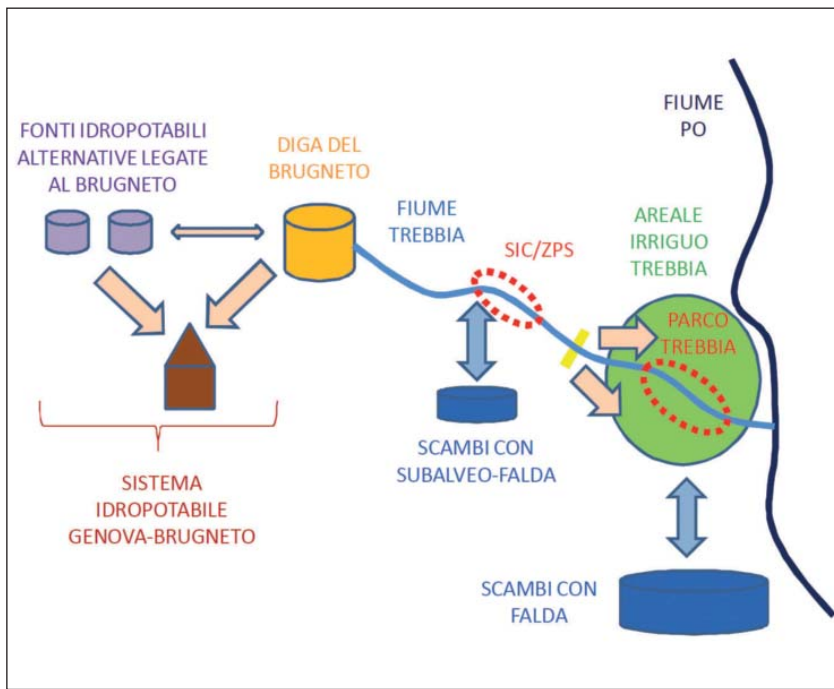 FONTI IDROPOTABILI
ALTERNATIVE LEGATE
AL BRUGNETO
DIGA DEL
BRUGNETO
FIUME
TREBBIA
SIC/ZPS
FIUME
PO
AREALE
IRRIGUO
TREBBIA
PARCO
TREBBIA
SCAMBI CON
SUBALVEO-FALDA
SISTEMA
IDROPOTABILE
GENOVA-BRUGNETO
SCAMBI CON
FALDA